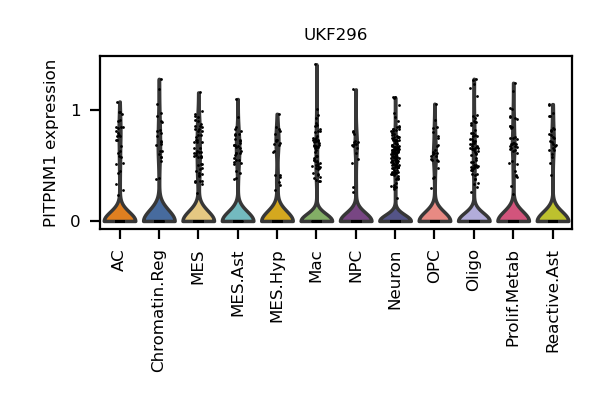 UKF296
PITPNM1 expression
1
0
AC
Chromatin.Reg
MES
MES.Ast
MES.Hyp
Mac
NPC
Neuron
OPC
Oligo
Prolif.Metab
Reactive.Ast